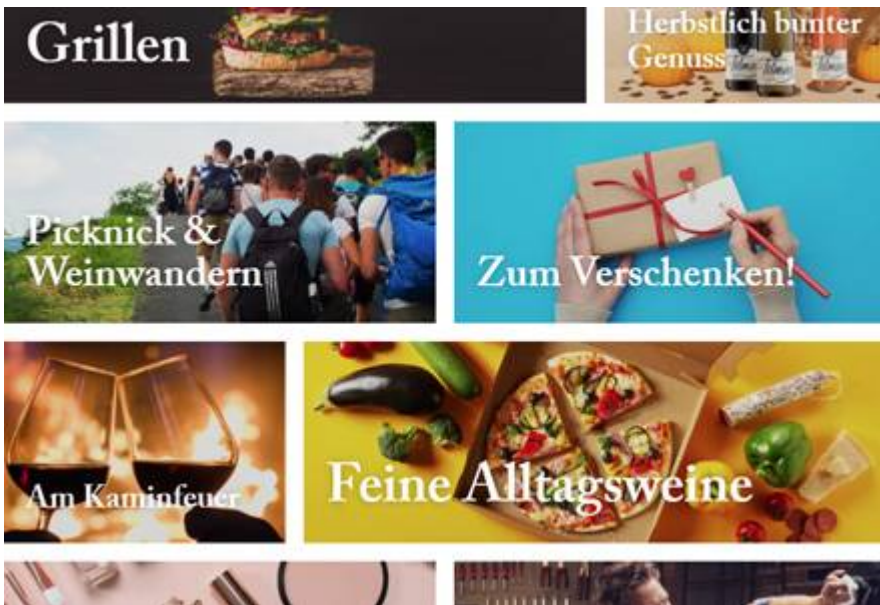 Grillen
Herbstlich bunter
Genuss
Picknick &
Weinwandern
Zum Verschenken!
Am Kaminfeuer
Feine Alltagsweine